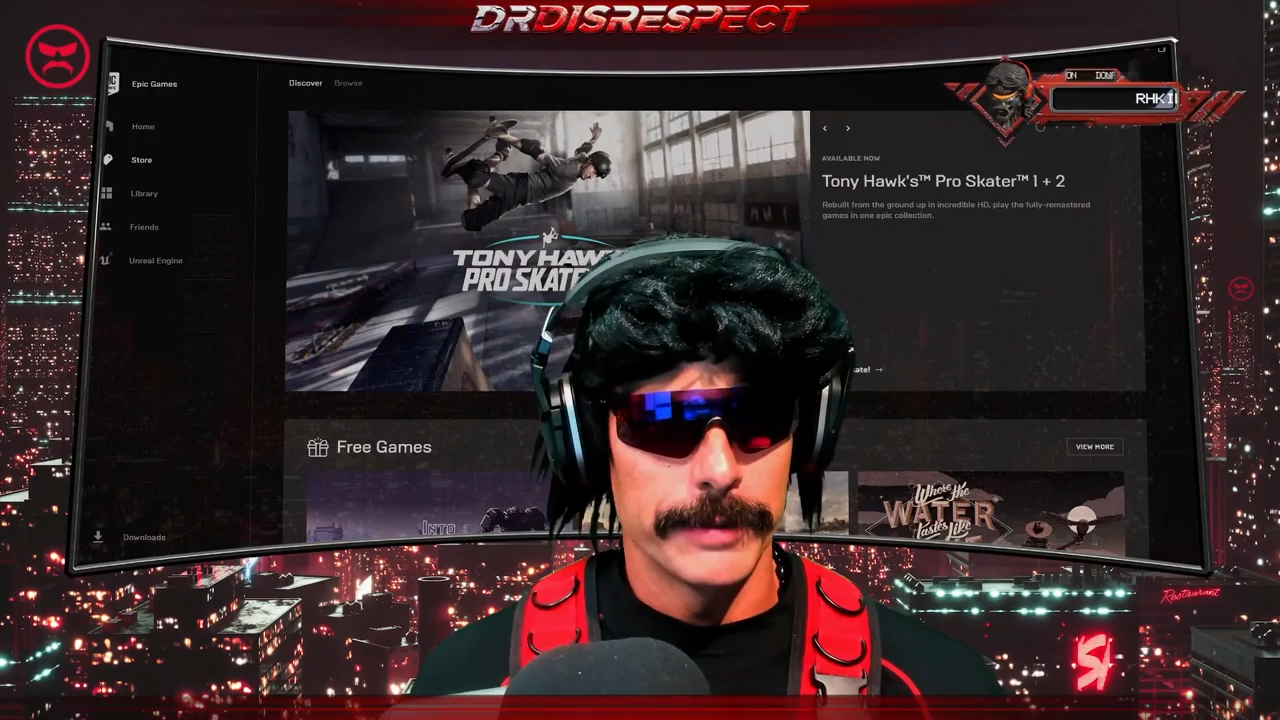 DRDISRESPECT
Epic Games
Discover
Browse
RHK
Home
AVAILABLE NOW
Store
Tony Hawk's™ Pro Skater™ 1 + 2
Library
Rebuilt from the ground up in incredible HD, play the fully-remastered
games in one epic collection.
Friends
Unreal Engine
TONY HAWK
PRO SKATE
Free Games
VIEW MORE
Where the
WATER
tastes Like
INTO
Downloads
Restaurant